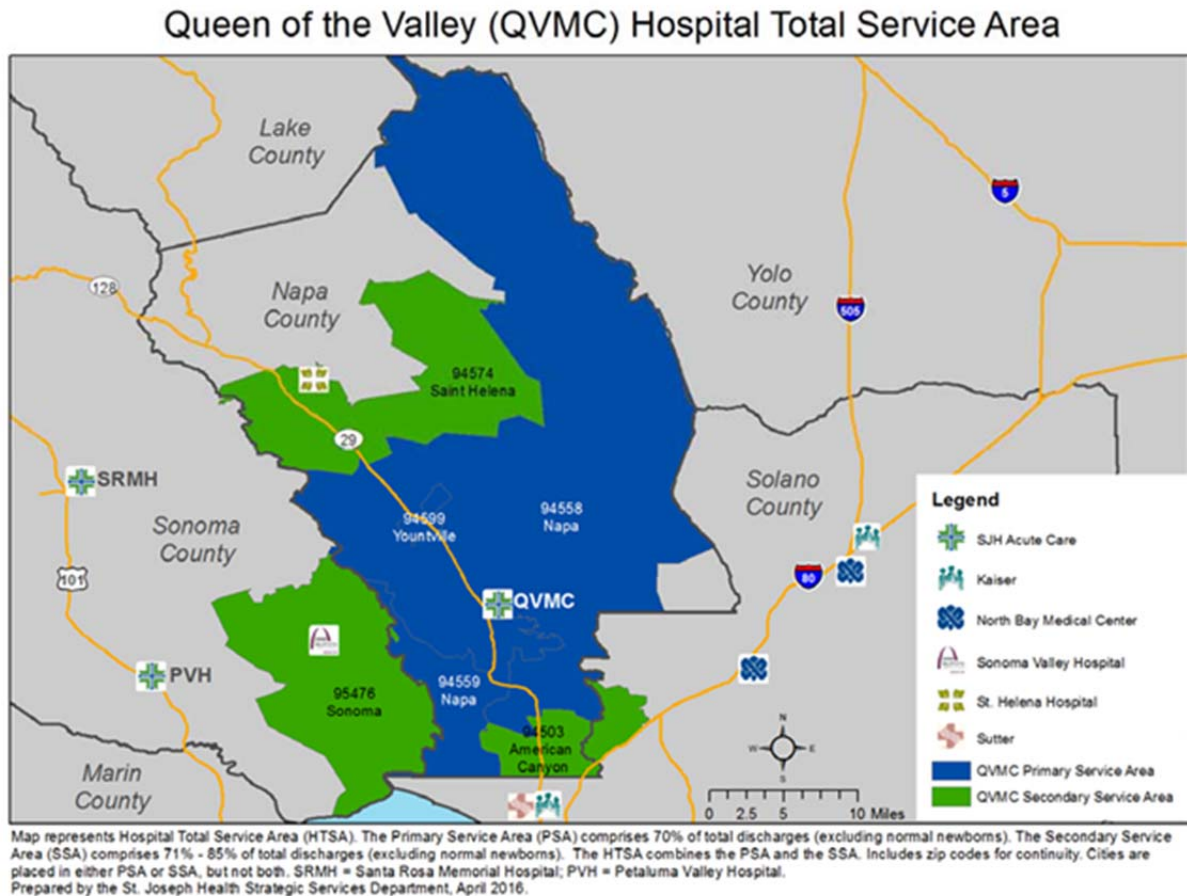 Queen of the Valley (QVMC) Hospital Total Service Area
Lake
County
5
128
Napa
County
Yolo
County
505
94574
Saint Helena
29
SRMH
Solano
County
Sonoma
County
94599
Yountville
94558
Napa
101
80
QVMC
PVH
95476
Sonoma
94559
Napa
94503
American
Canyon
Marin
County
N
W E
S
0 2.5 5 10 Miles
Legend
SJH Acute Care
Kaiser
North Bay Medical Center
Sonoma Valley Hospital
St. Helena Hospital
Sutter
QVMC Primary Service Area
QVMC Secondary Service Area
Map represents Hospital Total Service Area (HTSA). The Primary Service Area (PSA) comprises 70% of total discharges (excluding normal newborns). The Secondary Service
Area (SSA) comprises 71% - 85% of total discharges (excluding normal newborns). The HTSA combines the PSA and the SSA. Includes zip codes for continuity. Cities are
placed in either PSA or SSA, but not both. SRMH = Santa Rosa Memorial Hospital; PVH = Petaluma Valley Hospital.
Prepared by the St. Joseph Health Strategic Services Department, April 2016.